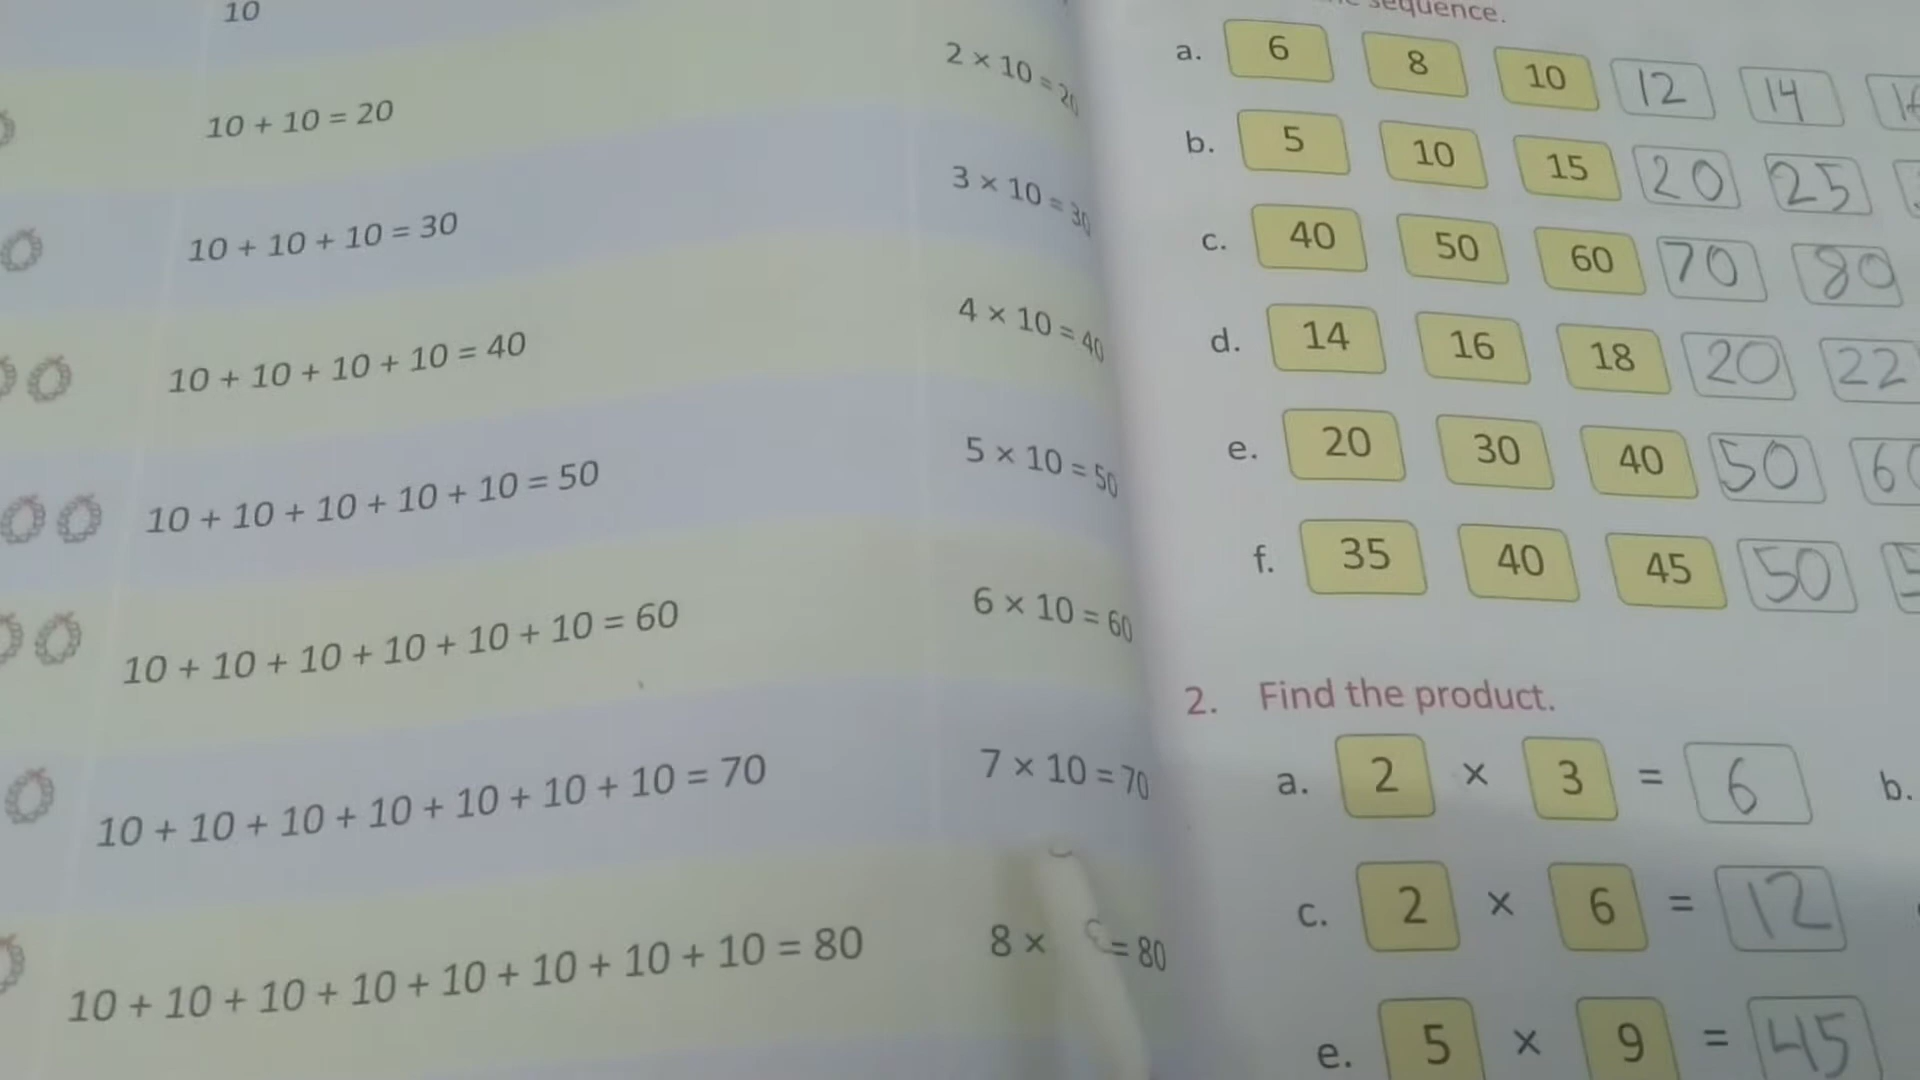 10
10 + 10 = 20
2 × 10 = 20
10 + 10 + 10 = 30
3 × 10 = 30
10 + 10 + 10 + 10 = 40
4 × 10 = 40
10 + 10 + 10 + 10 + 10 = 50
5 × 10 = 50
10 + 10 + 10 + 10 + 10 + 10 = 60
6 × 10 = 60
10 + 10 + 10 + 10 + 10 + 10 + 10 = 70
7 × 10 = 70
10 + 10 + 10 + 10 + 10 + 10 + 10 + 10 = 80
8 × = 80
sequence.
a. 6 8 10 12 14
b. 5 10 15 20 25
c. 40 50 60 70 80
d. 14 16 18 20 22
e. 20 30 40 50
f. 35 40 45 50
2. Find the product.
a. 2 × 3 = 6 b.
c. 2 × 6 = 12
e. 5 × 9 = 45